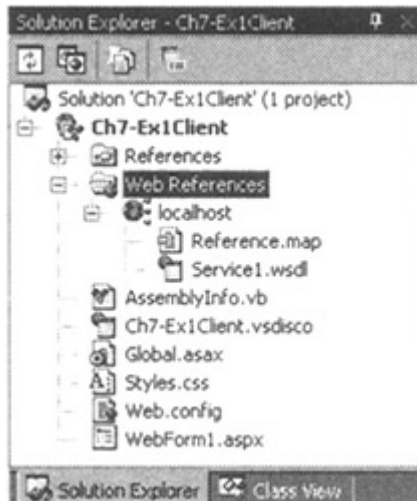 Solution Explorer - Ch7-Ex1Client
Solution 'Ch7-Ex1Client' (1 project)
Ch7-Ex1Client
References
Web References
localhost
Reference.map
Service1.wsdl
AssemblyInfo.vb
Ch7-Ex1Client.vsdisco
Global.asax
Styles.css
Web.config
WebForm1.aspx
Solution Explorer Class View